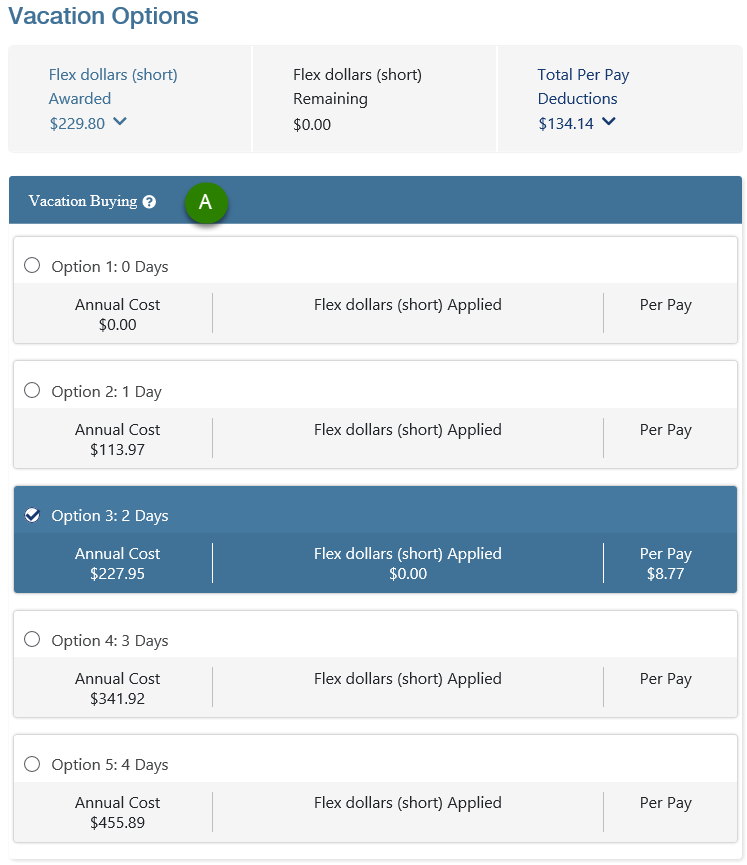 Vacation Options
Flex dollars (short)
Awarded
$229.80
Flex dollars (short)
Remaining
$0.00
Total Per Pay
Deductions
$134.14
Vacation Buying ?
A
Option 1: 0 Days
Annual Cost
$0.00
Flex dollars (short) Applied
Per Pay
Option 2: 1 Day
Annual Cost
$113.97
Flex dollars (short) Applied
Per Pay
Option 3: 2 Days
Annual Cost
$227.95
Flex dollars (short) Applied
$0.00
Per Pay
$8.77
Option 4: 3 Days
Annual Cost
$341.92
Flex dollars (short) Applied
Per Pay
Option 5: 4 Days
Annual Cost
$455.89
Flex dollars (short) Applied
Per Pay